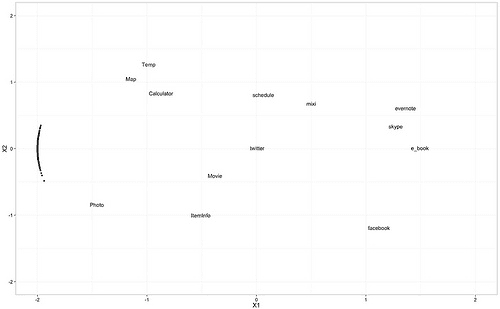 2
Temp
Map
1
Calculator
schedule
mixi
evernote
skype
X2
0
twitter
e_book
Movie
Photo
ItemInfo
-1
facebook
-2
-2 -1 0 1 2
X1